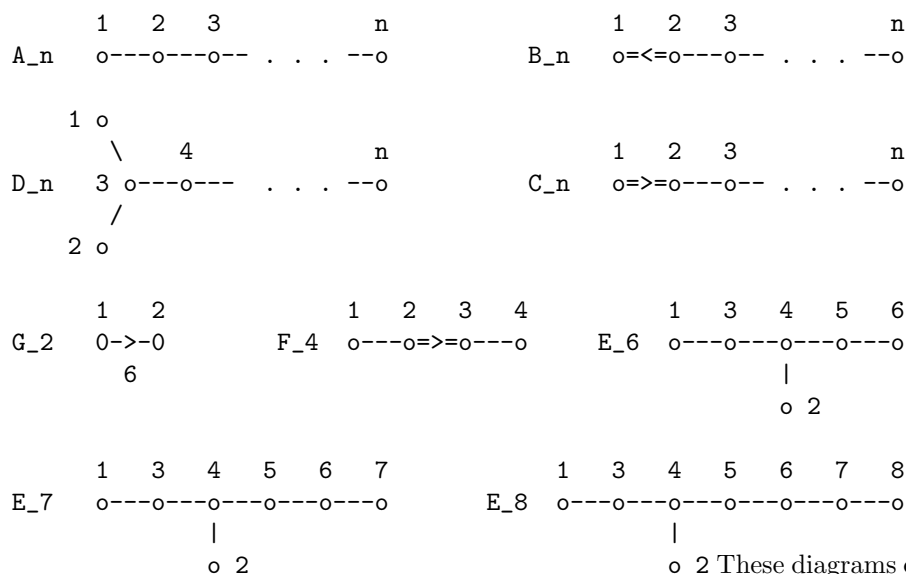 1   2   3           n                 1   2   3           n
A_n    o---o---o-- . . . --o          B_n    o=<=o---o-- . . . --o

     1 o
        \    4             n                 1   2   3           n
D_n   3 o---o---   . . . --o          C_n    o=>=o---o-- . . . --o
        /
     2 o

       1   2             1   2   3   4           1   3   4   5   6
G_2    0->-0        F_4  o---o=>=o---o      E_6  o---o---o---o---o
         6                                               |
                                                         o 2

       1   3   4   5   6   7             1   3   4   5   6   7   8
E_7    o---o---o---o---o---o        E_8  o---o---o---o---o---o---o
               |                                 |
               o 2                               o 2 These diagrams